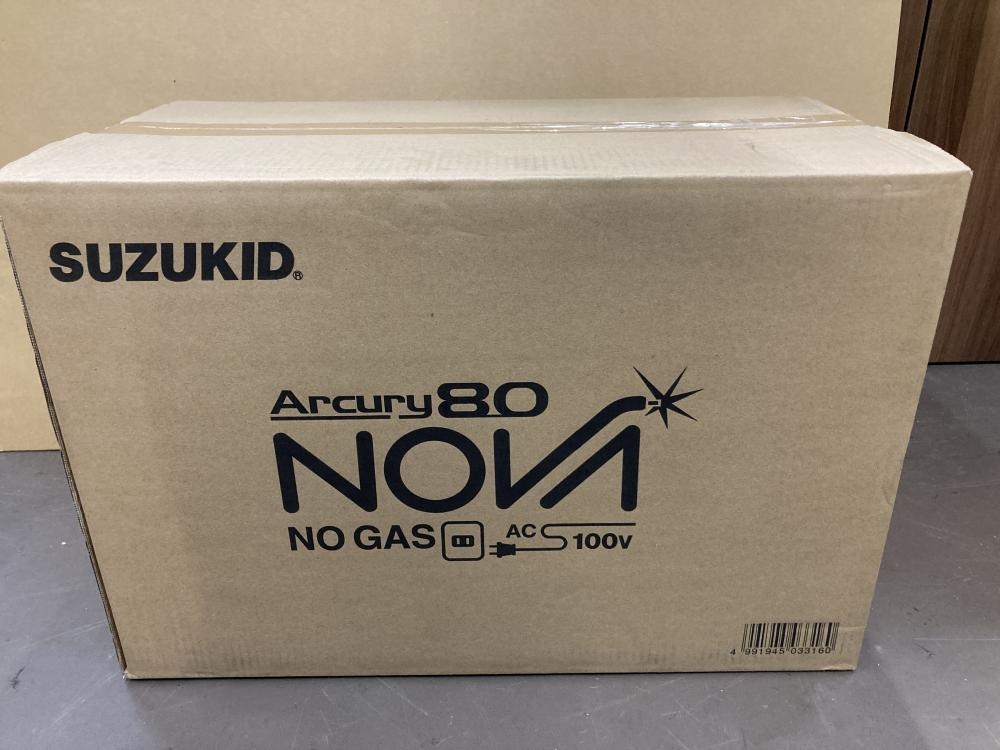 SUZUKID®
Arcury80
NOVA
NO GAS AC 100V
4 991945 033160